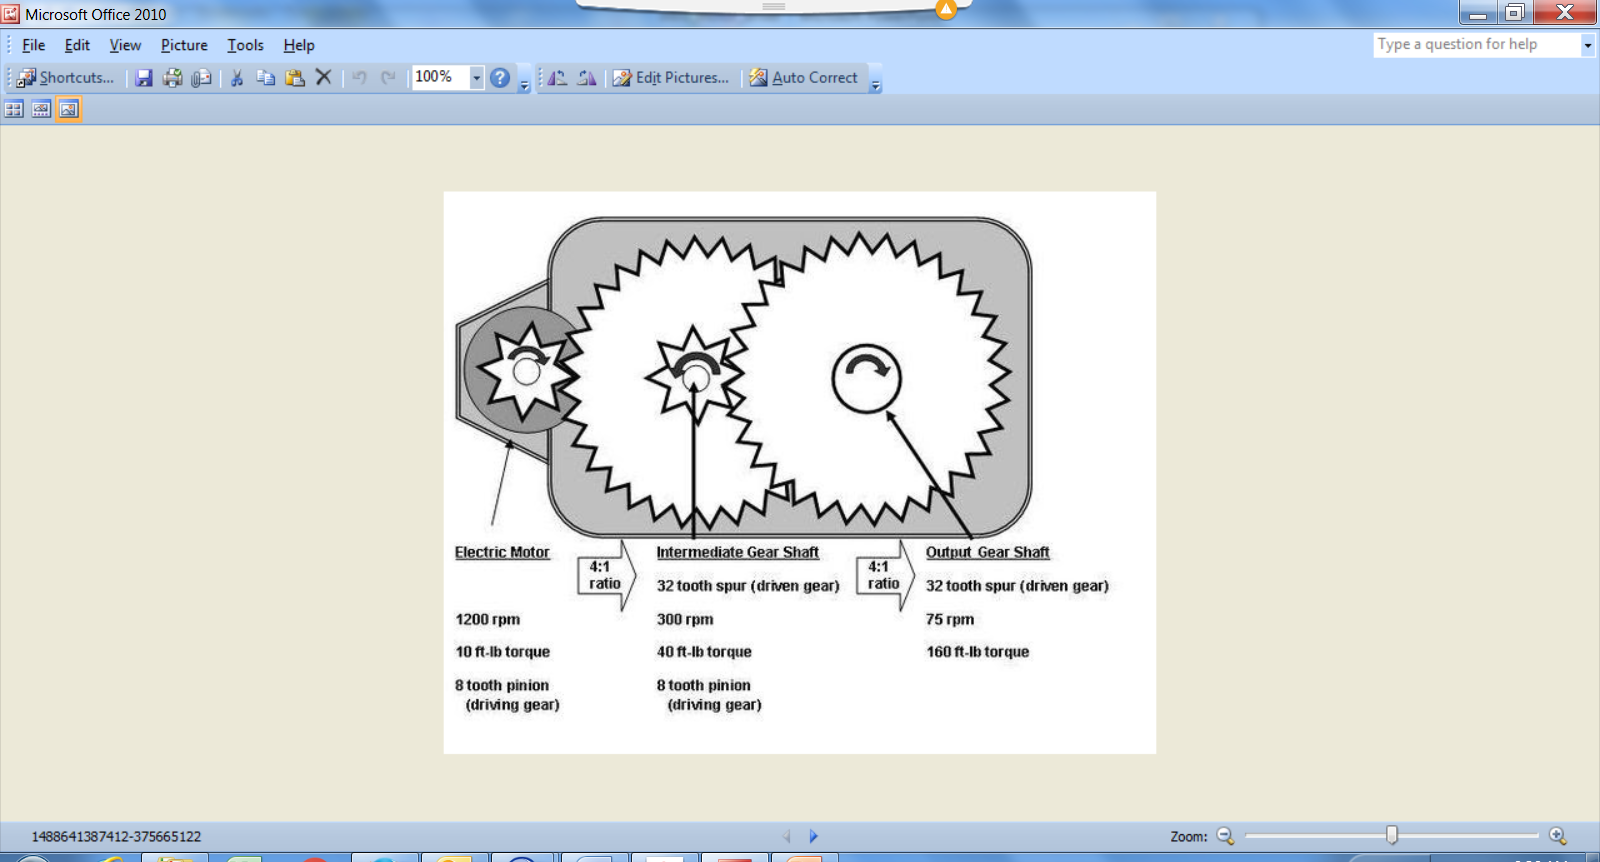 Microsoft Office 2010
File Edit View Picture Tools Help
Type a question for help
Shortcuts... 100% Edit Pictures... Auto Correct
Electric Motor
4:1
ratio
Intermediate Gear Shaft
4:1
ratio
Output Gear Shaft
32 tooth spur (driven gear)
32 tooth spur (driven gear)
1200 rpm
300 rpm
75 rpm
10 ft-lb torque
40 ft-lb torque
160 ft-lb torque
8 tooth pinion
(driving gear)
8 tooth pinion
(driving gear)
1488641387412-375665122
Zoom: